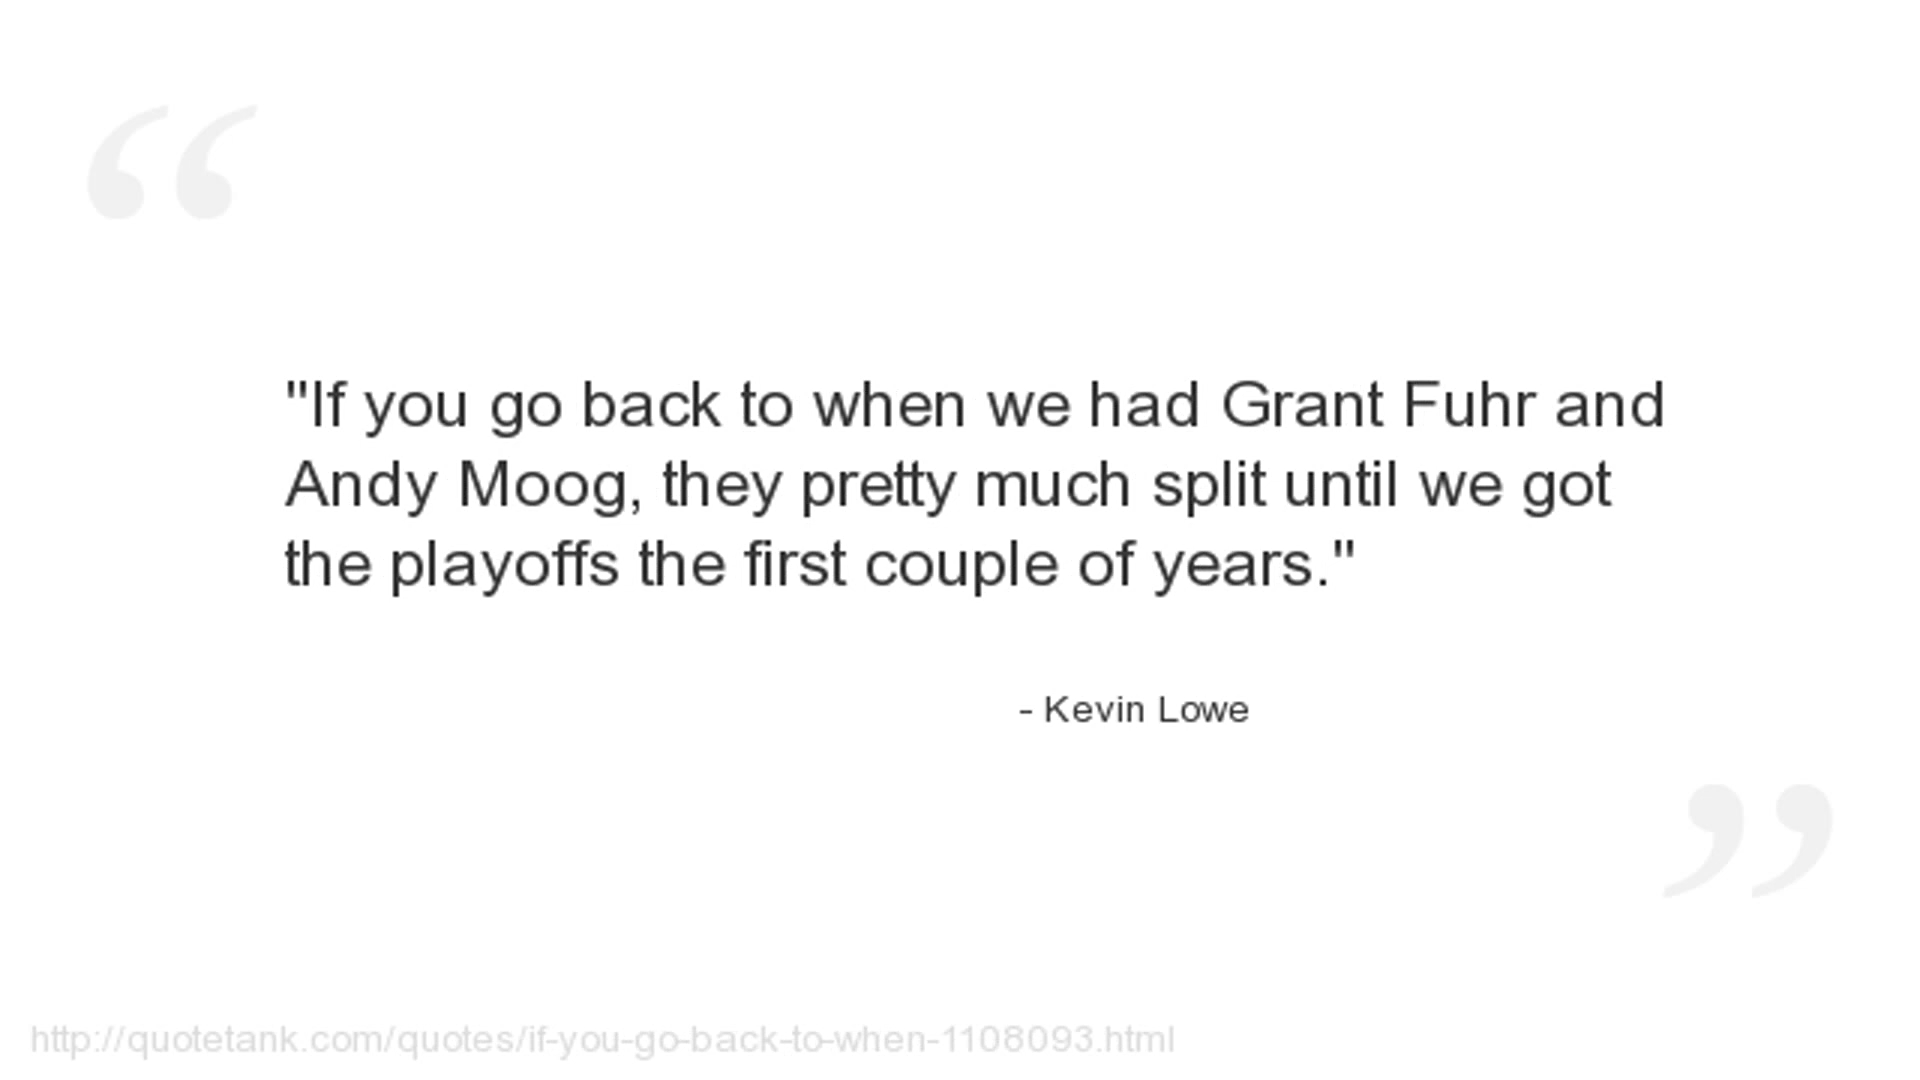 "If you go back to when we had Grant Fuhr and
Andy Moog, they pretty much split until we got
the playoffs the first couple of years."
- Kevin Lowe
http://quotetank.com/quotes/if-you-go-back-to-when-1108093.html